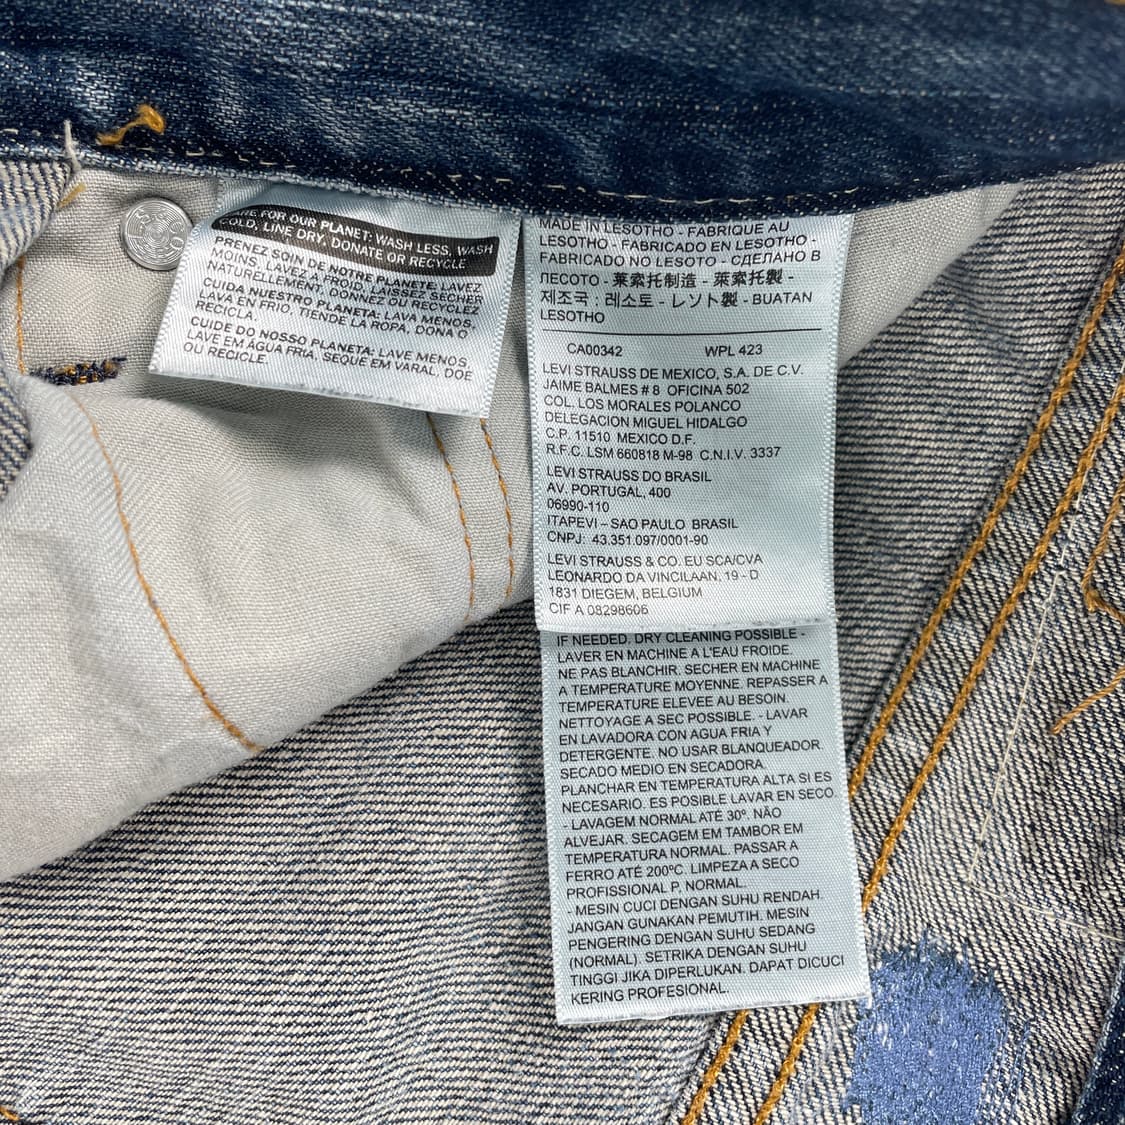 CARE FOR OUR PLANET: WASH LESS, WASH
COLD, LINE DRY, DONATE OR RECYCLE
PRENEZ SOIN DE NOTRE PLANETE: LAVEZ
MOINS, LAVEZ A FROID, LAISSEZ SECHER
NATURELLEMENT, DONNEZ OU RECYCLEZ
CUIDA NUESTRO PLANETA: LAVA MENOS,
LAVA EN FRIO, TIENDE LA ROPA, DONA O
RECICLA.
CUIDE DO NOSSO PLANETA: LAVE MENOS,
LAVE EM ÁGUA FRIA, SEQUE EM VARAL, DOE
OU RECICLE.
MADE IN LESOTHO - FABRIQUE AU
LESOTHO - FABRICADO EN LESOTHO -
FABRICADO NO LESOTO - СДЕЛАНО В
ЛЕСОТО - 莱索托制造 - 萊索托製 -
제조국 : 레소토 - レソト製 - BUATAN
LESOTHO
CA00342 WPL 423
LEVI STRAUSS DE MEXICO, S.A. DE C.V.
JAIME BALMES # 8 OFICINA 502
COL. LOS MORALES POLANCO
DELEGACION MIGUEL HIDALGO
C.P. 11510 MEXICO D.F.
R.F.C. LSM 660818 M-98 C.N.I.V. 3337
LEVI STRAUSS DO BRASIL
AV. PORTUGAL, 400
06990-110
ITAPEVI – SAO PAULO BRASIL
CNPJ: 43.351.097/0001-90
LEVI STRAUSS & CO. EU SCA/CVA
LEONARDO DA VINCILAAN, 19 - D
1831 DIEGEM, BELGIUM
CIF A 08298606
IF NEEDED. DRY CLEANING POSSIBLE -
LAVER EN MACHINE A L'EAU FROIDE.
NE PAS BLANCHIR. SECHER EN MACHINE
A TEMPERATURE MOYENNE. REPASSER A
TEMPERATURE ELEVEE AU BESOIN.
NETTOYAGE A SEC POSSIBLE. - LAVAR
EN LAVADORA CON AGUA FRIA Y
DETERGENTE. NO USAR BLANQUEADOR.
SECADO MEDIO EN SECADORA.
PLANCHAR EN TEMPERATURA ALTA SI ES
NECESARIO. ES POSIBLE LAVAR EN SECO.
- LAVAGEM NORMAL ATÉ 30º. NÃO
ALVEJAR. SECAGEM EM TAMBOR EM
TEMPERATURA NORMAL. PASSAR A
FERRO ATÉ 200ºC. LIMPEZA A SECO
PROFISSIONAL P, NORMAL.
- MESIN CUCI DENGAN SUHU RENDAH.
JANGAN GUNAKAN PEMUTIH. MESIN
PENGERING DENGAN SUHU SEDANG
(NORMAL). SETRIKA DENGAN SUHU
TINGGI JIKA DIPERLUKAN. DAPAT DICUCI
KERING PROFESIONAL.